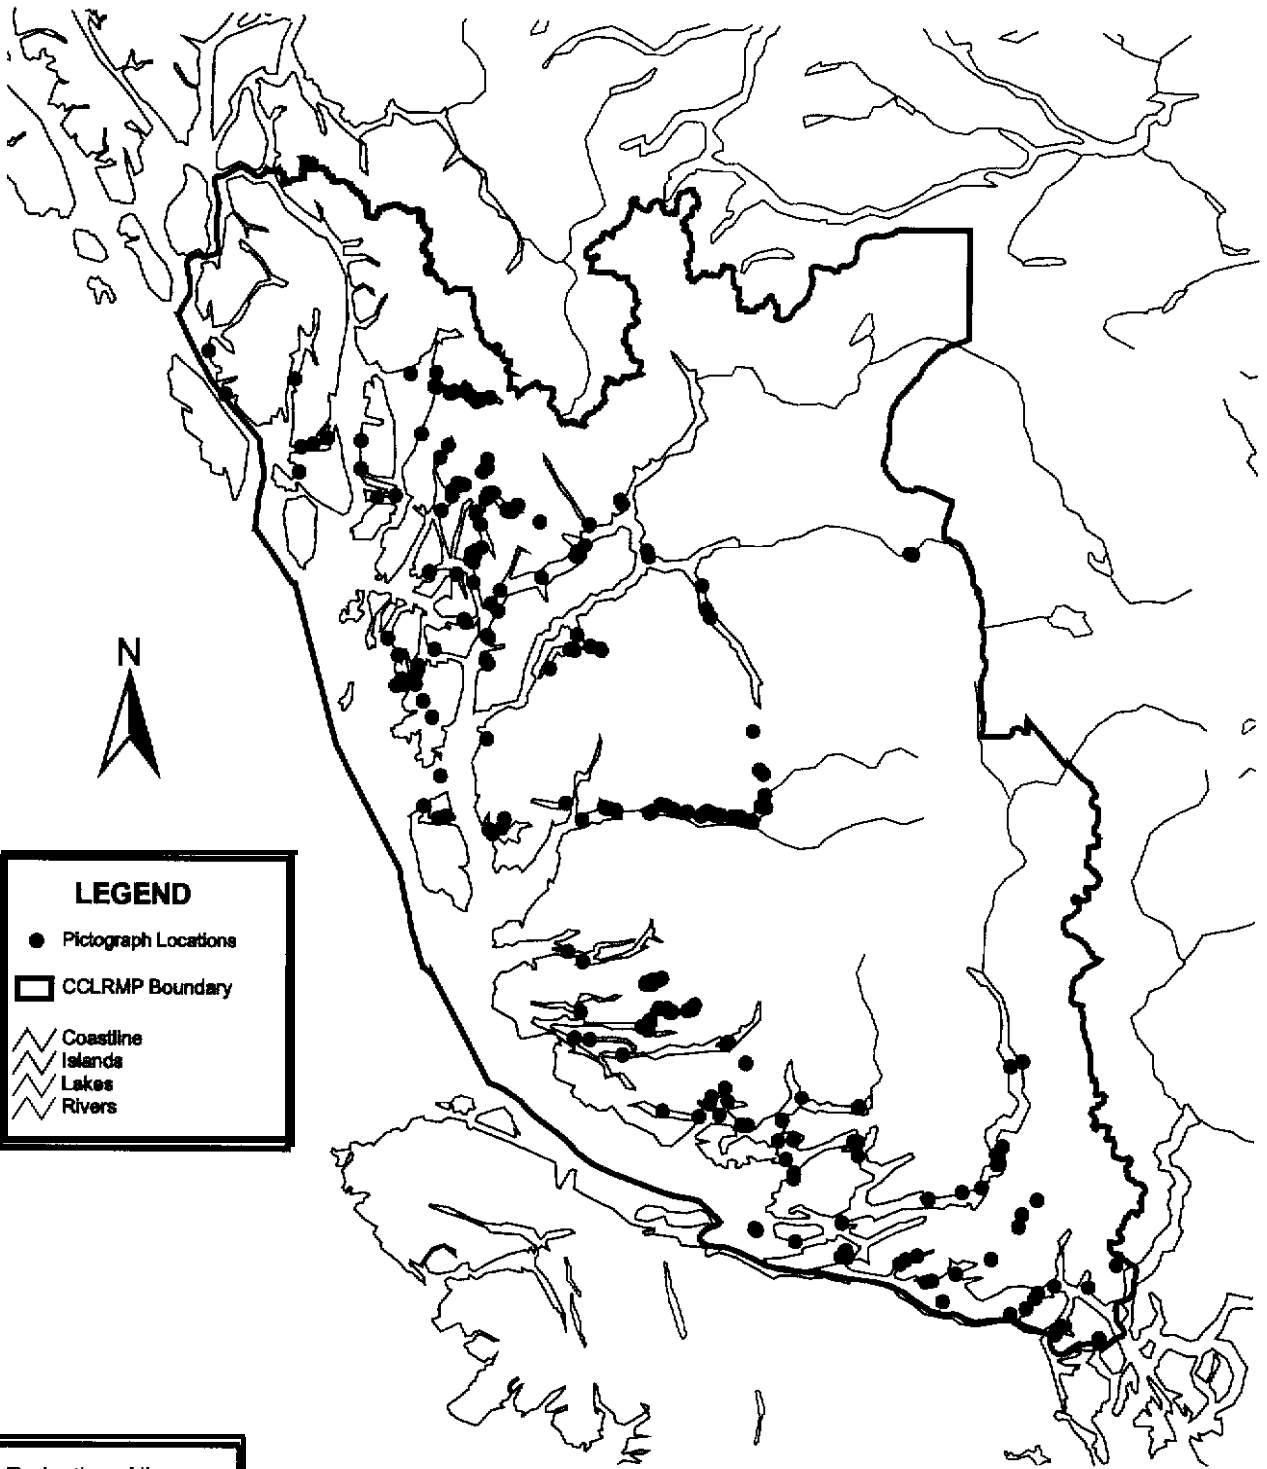 N
LEGEND
Pictograph Locations
CCLRMP Boundary
Coastline
Islands
Lakes
Rivers